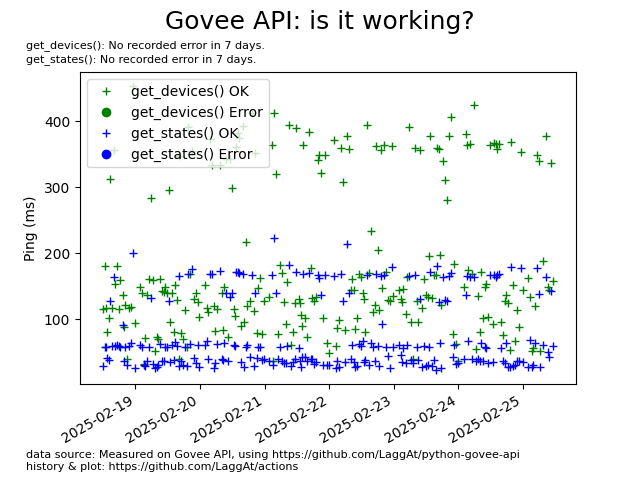 Govee API: is it working?
get_devices(): No recorded error in 7 days.
get_states(): No recorded error in 7 days.
get_devices() OK
get_devices() Error
get_states() OK
get_states() Error
Ping (ms)
400
300
200
100
2025-02-19
2025-02-20
2025-02-21
2025-02-22
2025-02-23
2025-02-24
2025-02-25
data source: Measured on Govee API, using https://github.com/LaggAt/python-govee-api
history & plot: https://github.com/LaggAt/actions